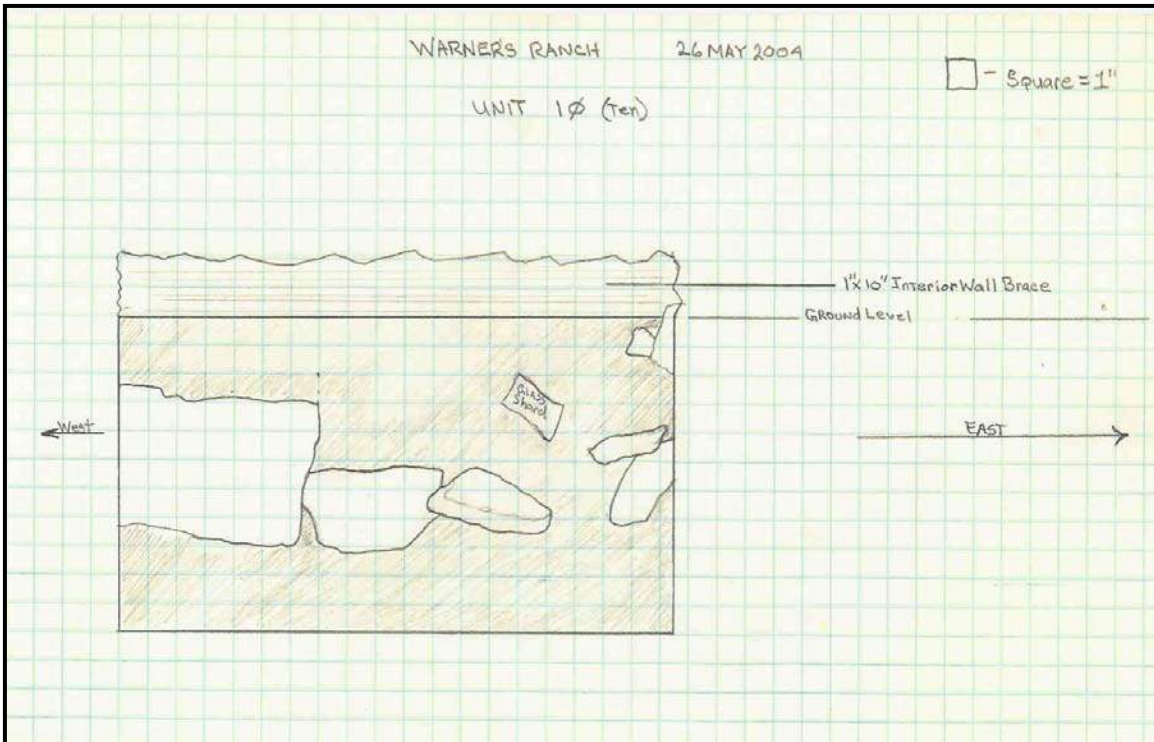 WARNER'S RANCH 26 MAY 2004
- Square = 1"
UNIT 1Ø (Ten)
1"x10" Interior Wall Brace
GROUND Level
GLASS
Shard
West
EAST